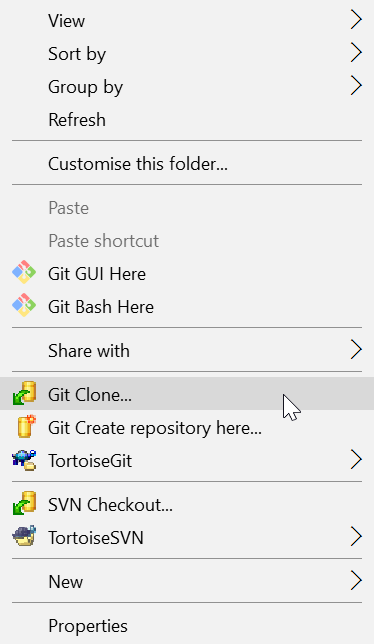 View
Sort by
Group by
Refresh
Customise this folder...
Paste
Paste shortcut
Git GUI Here
Git Bash Here
Share with
Git Clone...
Git Create repository here...
TortoiseGit
SVN Checkout...
TortoiseSVN
New
Properties